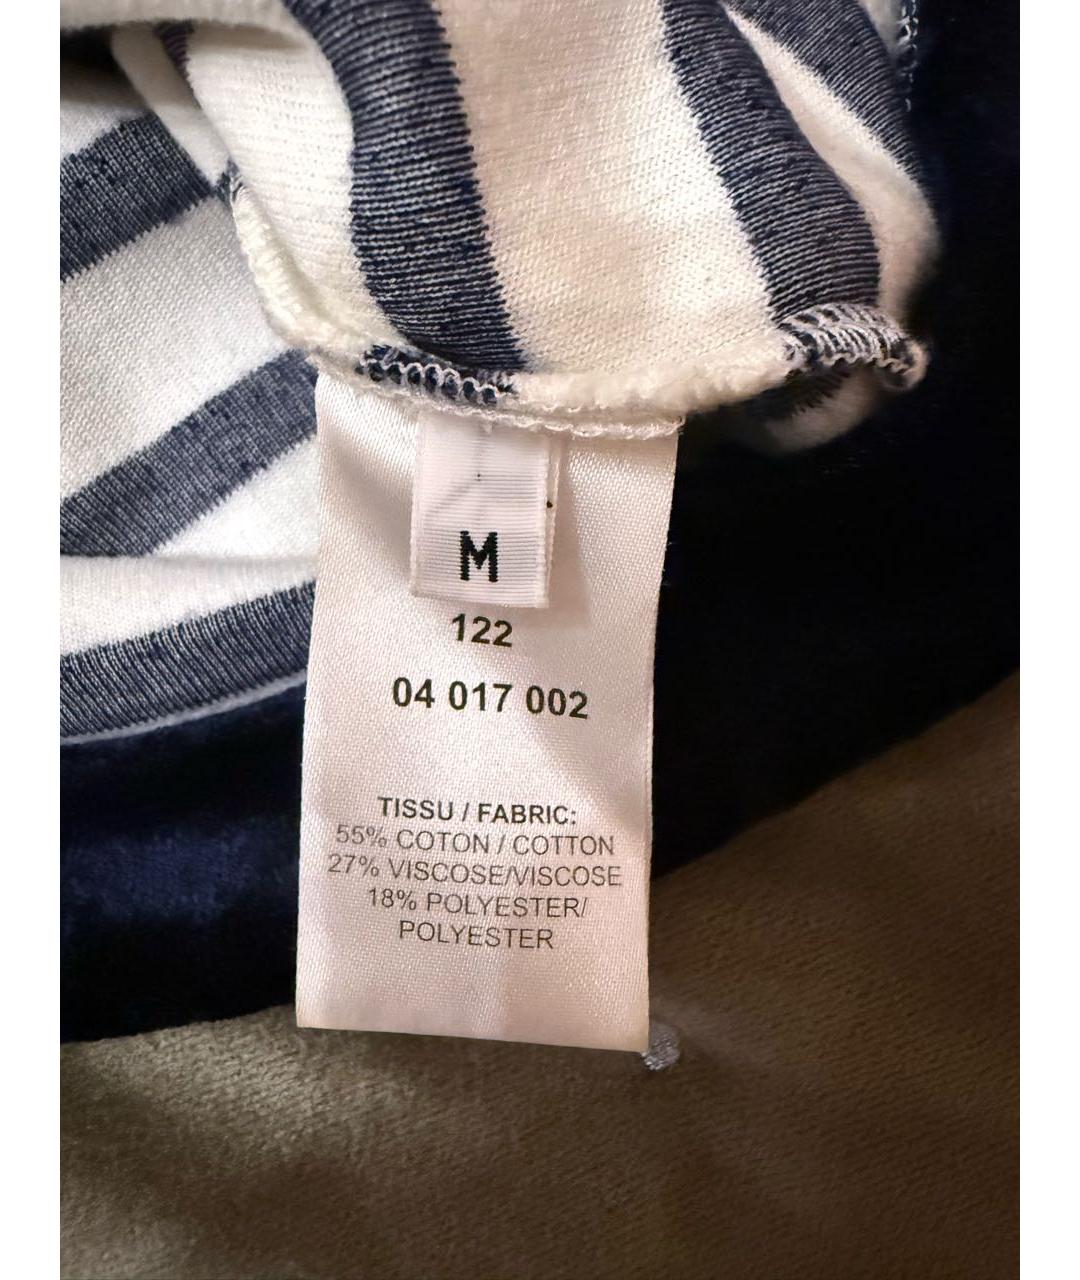 M
122
04 017 002
TISSU / FABRIC:
55% COTON / COTTON
27% VISCOSE/VISCOSE
18% POLYESTER/
POLYESTER